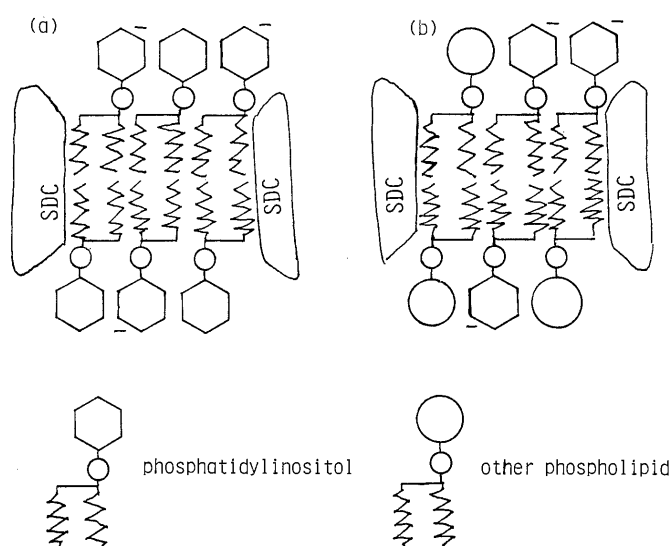 (a)
(b)
SDC
SDC
SDC
SDC
phosphatidylinositol
other phospholipid